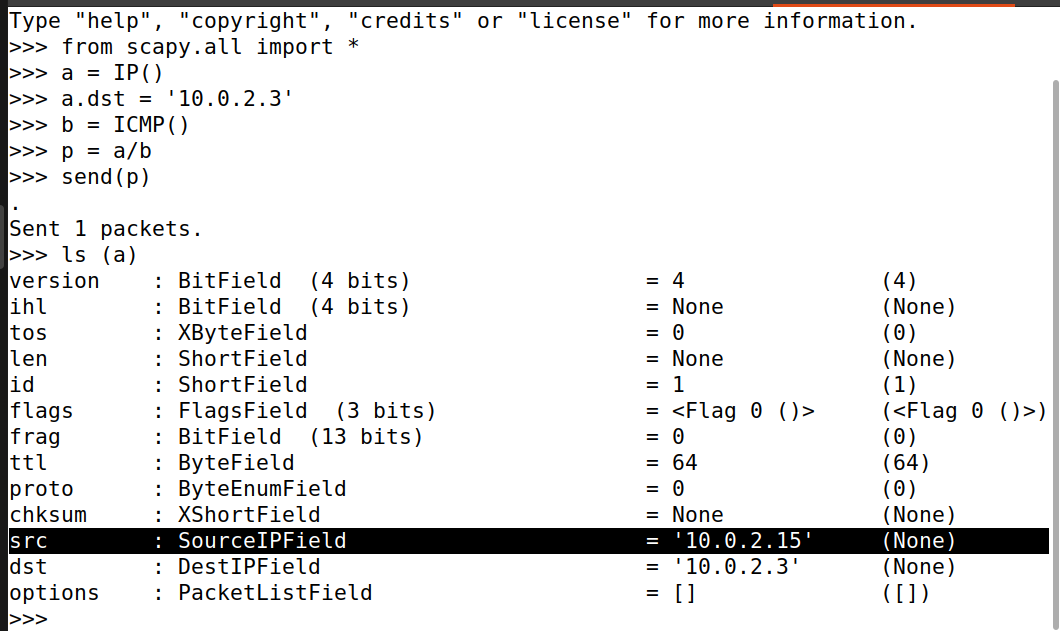 Type "help", "copyright", "credits" or "license" for more information.
>>> from scapy.all import *
>>> a = IP()
>>> a.dst = '10.0.2.3'
>>> b = ICMP()
>>> p = a/b
>>> send(p)
.
Sent 1 packets.
>>> ls (a)
version    : BitField  (4 bits)                  = 4               (4)
ihl        : BitField  (4 bits)                  = None            (None)
tos        : XByteField                          = 0               (0)
len        : ShortField                          = None            (None)
id         : ShortField                          = 1               (1)
flags      : FlagsField  (3 bits)                = <Flag 0 ()>     (<Flag 0 ()>)
frag       : BitField  (13 bits)                 = 0               (0)
ttl        : ByteField                           = 64              (64)
proto      : ByteEnumField                       = 0               (0)
chksum     : XShortField                         = None            (None)
src        : SourceIPField                       = '10.0.2.15'     (None)
dst        : DestIPField                         = '10.0.2.3'      (None)
options    : PacketListField                     = []              ([])
>>>